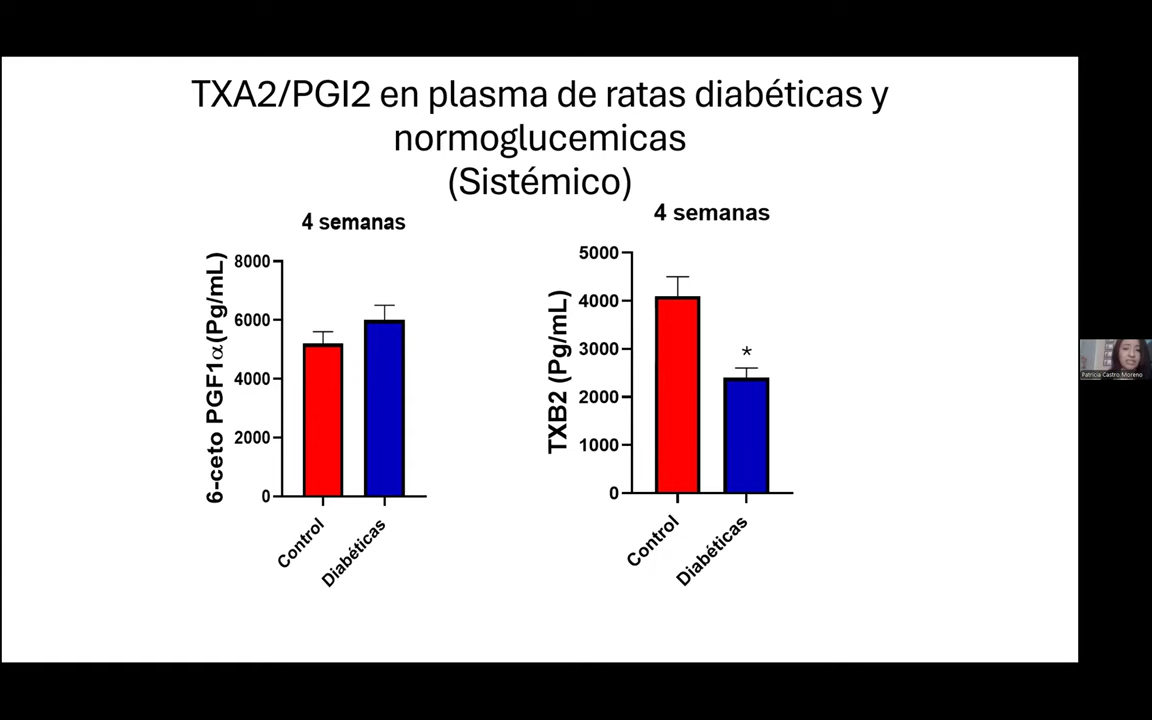 TXA2/PGI2 en plasma de ratas diabéticas y
normoglucemicas
(Sistémico)
4 semanas
6-ceto PGF1α(Pg/mL)
8000
6000
4000
2000
0
Control
Diabéticas
4 semanas
TXB2 (Pg/mL)
5000
4000
3000
2000
1000
0
*
Control
Diabéticas
Patricia Castro Moreno